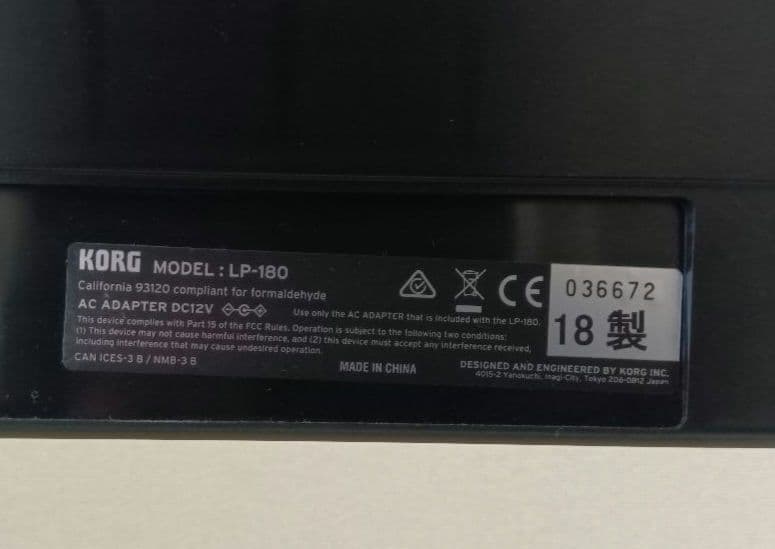 KORG MODEL : LP-180
California 93120 compliant for formaldehyde
AC ADAPTER DC12V
Use only the AC ADAPTER that is included with the LP-180.
This device complies with Part 15 of the FCC Rules. Operation is subject to the following two conditions:
(1) This device may not cause harmful interference, and (2) this device must accept any interference received,
including interference that may cause undesired operation.
CAN ICES-3 B / NMB-3 B
MADE IN CHINA
DESIGNED AND ENGINEERED BY KORG INC.
4015-2 Yanokuchi, Inagi-City, Tokyo 206-0812 Japan
CE
036672
18 製